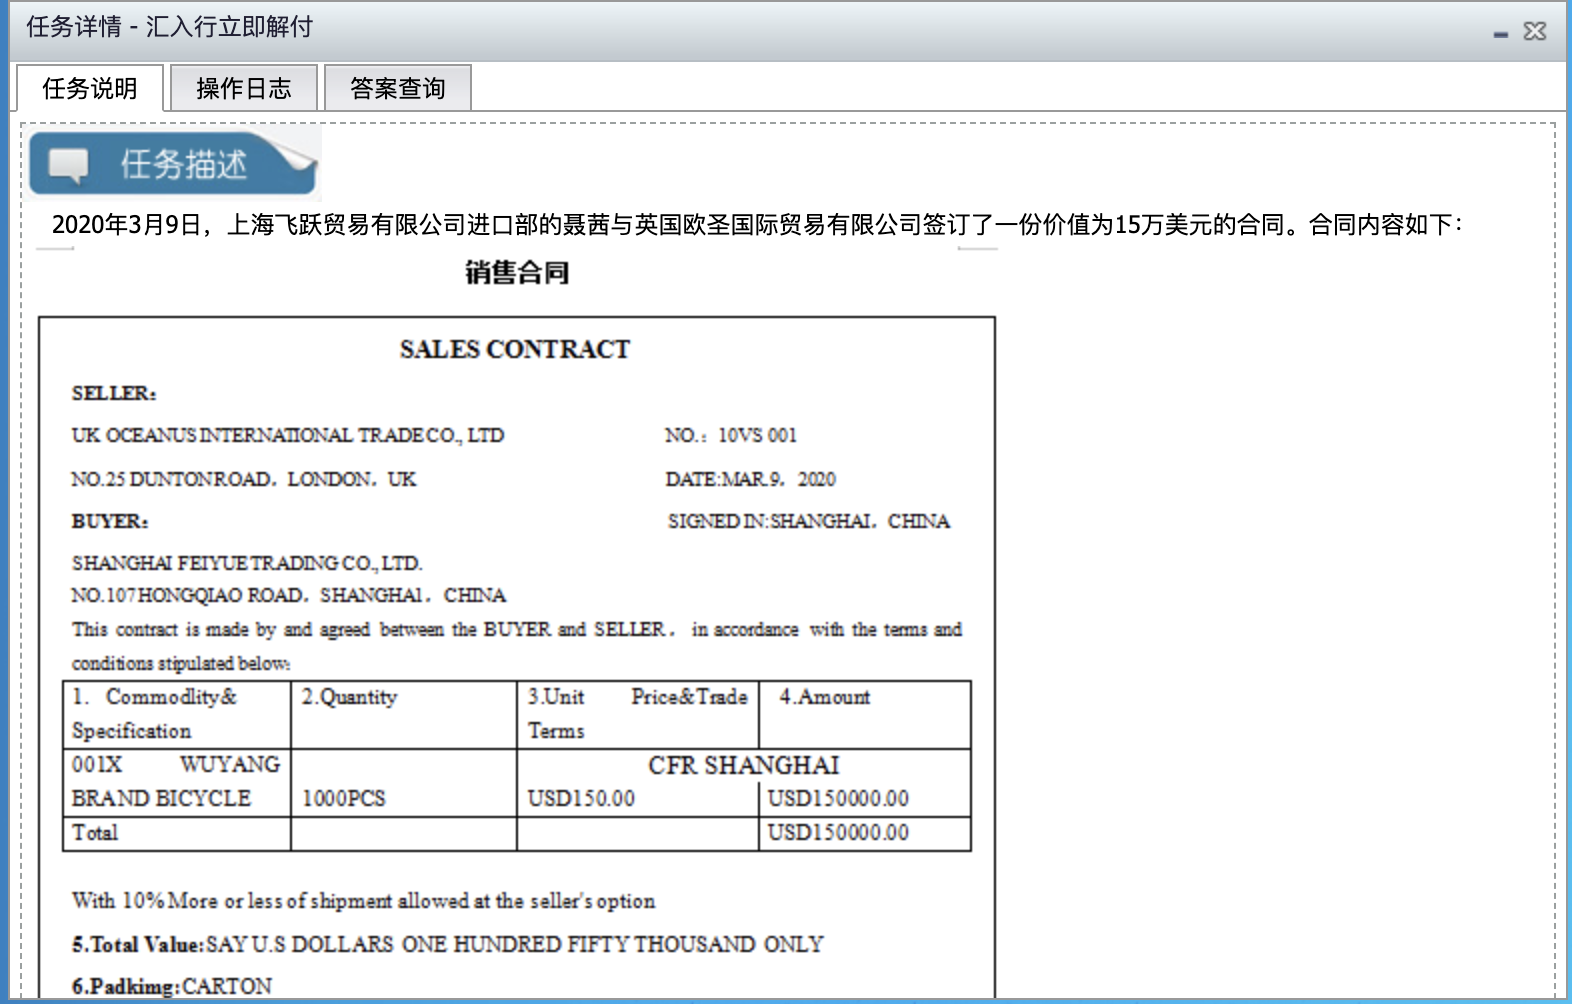 任务详情 - 汇入行立即解付
任务说明 操作日志 答案查询
任务描述
2020年3月9日，上海飞跃贸易有限公司进口部的聂茜与英国欧圣国际贸易有限公司签订了一份价值为15万美元的合同。合同内容如下：
销售合同
SALES CONTRACT
SELLER：
UK OCEANUS INTERNATIONAL TRADE CO., LTD NO.：10VS 001
NO.25 DUNTONROAD，LONDON，UK DATE:MAR.9，2020
BUYER： SIGNED IN:SHANGHAI，CHINA
SHANGHAI FEIYUE TRADING CO., LTD.
NO.107 HONGQIAO ROAD，SHANGHAl，CHINA
This contract is made by and agreed between the BUYER and SELLER， in accordance with the terms and
conditions stipulated below:
1. Commodlity& 2.Quantity 3.Unit Price&Trade 4.Amount
Specification Terms
001X WUYANG CFR SHANGHAI
BRAND BICYCLE 1000PCS USD150.00 USD150000.00
Total USD150000.00
With 10% More or less of shipment allowed at the seller's option
5.Total Value:SAY U.S DOLLARS ONE HUNDRED FIFTY THOUSAND ONLY
6.Padkimg:CARTON